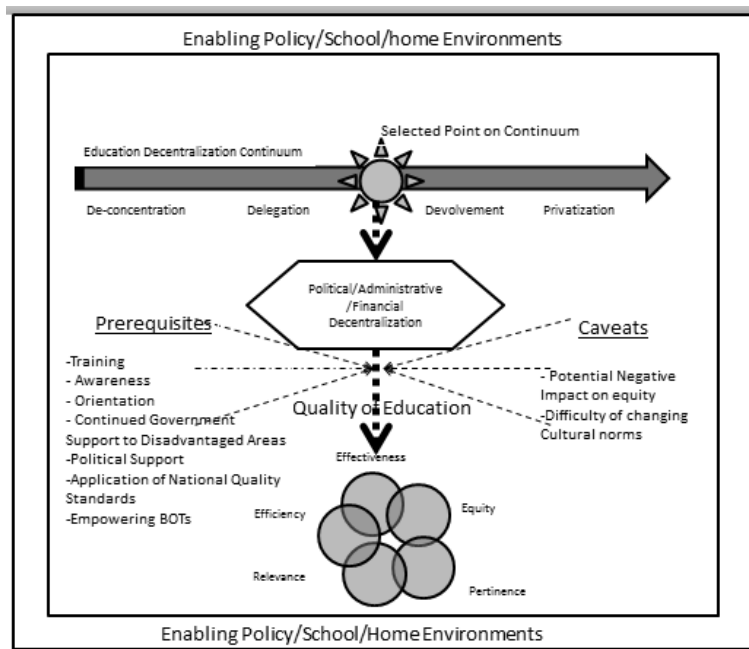 Enabling Policy/School/home Environments
Selected Point on Continuum
Education Decentralization Continuum
De-concentration
Delegation
Devolvement
Privatization
Political/Administrative
/Financial
Decentralization
Prerequisites
-Training
- Awareness
- Orientation
- Continued Government
Support to Disadvantaged Areas
-Political Support
-Application of National Quality
Standards
-Empowering BOTs
Caveats
- Potential Negative
Impact on equity
-Difficulty of changing
Cultural norms
Quality of Education
Effectiveness
Efficiency
Equity
Relevance
Pertinence
Enabling Policy/School/Home Environments